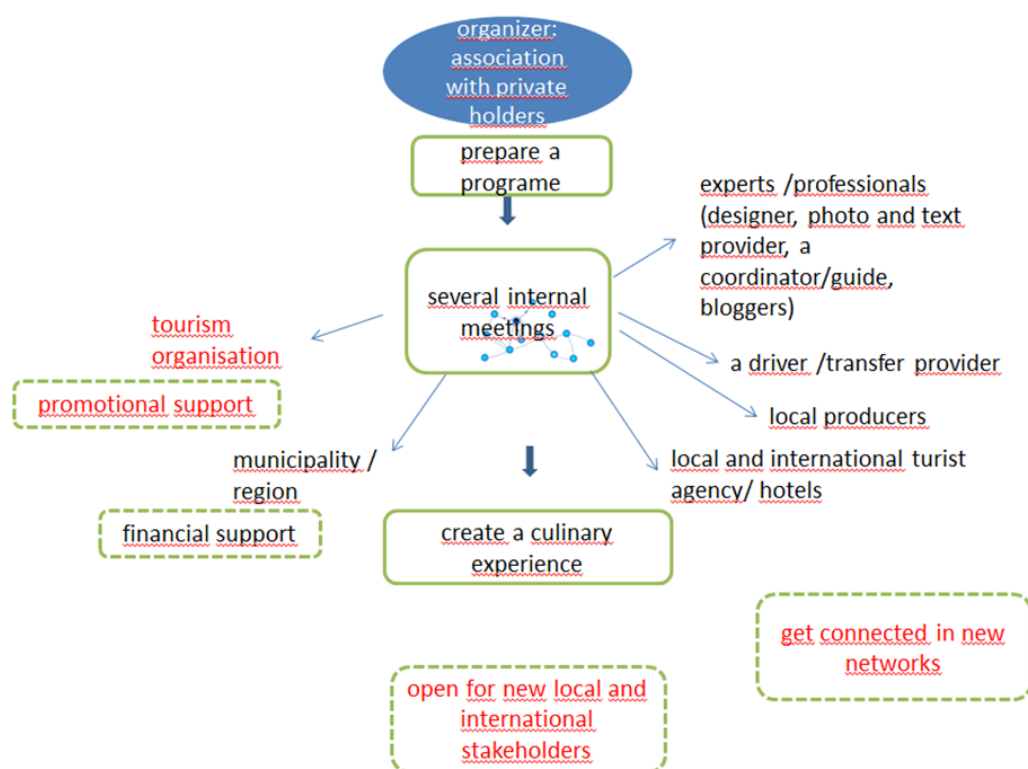 organizer:
association
with private
holders
prepare a
programe
experts /professionals
(designer, photo and text
provider, a
coordinator/guide,
bloggers)
several internal
meetings
tourism
organisation
promotional support
a driver /transfer provider
local producers
municipality /
region
financial support
local and international turist
agency/ hotels
create a culinary
experience
get connected in new
networks
open for new local and
international
stakeholders